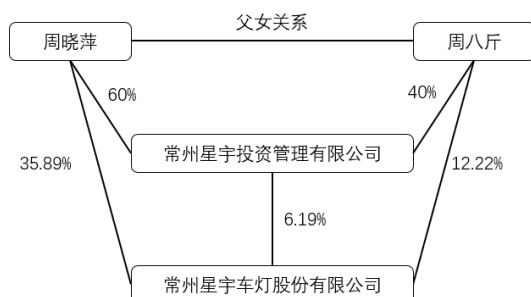 父女关系
周晓萍
周八斤
60%
40%
常州星宇投资管理有限公司
35.89%
12.22%
6.19%
常州星宇车灯股份有限公司